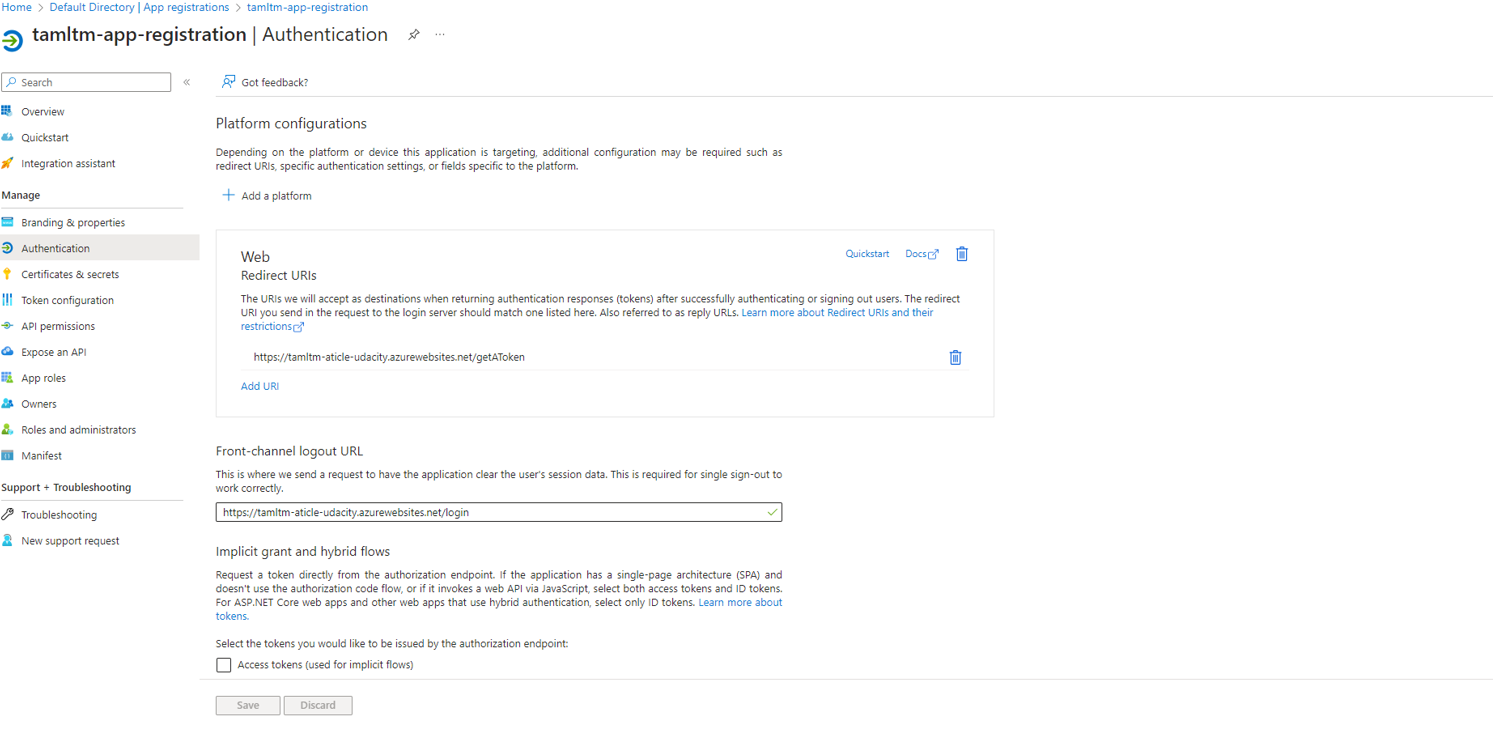 Home > Default Directory | App registrations > tamltm-app-registration
tamltm-app-registration | Authentication
Search
Got feedback?
Overview
Quickstart
Integration assistant
Manage
Branding & properties
Authentication
Certificates & secrets
Token configuration
API permissions
Expose an API
App roles
Owners
Roles and administrators
Manifest
Support + Troubleshooting
Troubleshooting
New support request
Platform configurations
Depending on the platform or device this application is targeting, additional configuration may be required such as
redirect URIs, specific authentication settings, or fields specific to the platform.
Add a platform
Web
Quickstart
Docs
Redirect URIs
The URIs we will accept as destinations when returning authentication responses (tokens) after successfully authenticating or signing out users. The redirect
URI you send in the request to the login server should match one listed here. Also referred to as reply URLs. Learn more about Redirect URIs and their
restrictions
https://tamltm-aticle-udacity.azurewebsites.net/getAToken
Add URI
Front-channel logout URL
This is where we send a request to have the application clear the user's session data. This is required for single sign-out to
work correctly.
https://tamltm-aticle-udacity.azurewebsites.net/login
Implicit grant and hybrid flows
Request a token directly from the authorization endpoint. If the application has a single-page architecture (SPA) and
doesn't use the authorization code flow, or if it invokes a web API via JavaScript, select both access tokens and ID tokens.
For ASP.NET Core web apps and other web apps that use hybrid authentication, select only ID tokens. Learn more about
tokens.
Select the tokens you would like to be issued by the authorization endpoint:
Access tokens (used for implicit flows)
Save
Discard